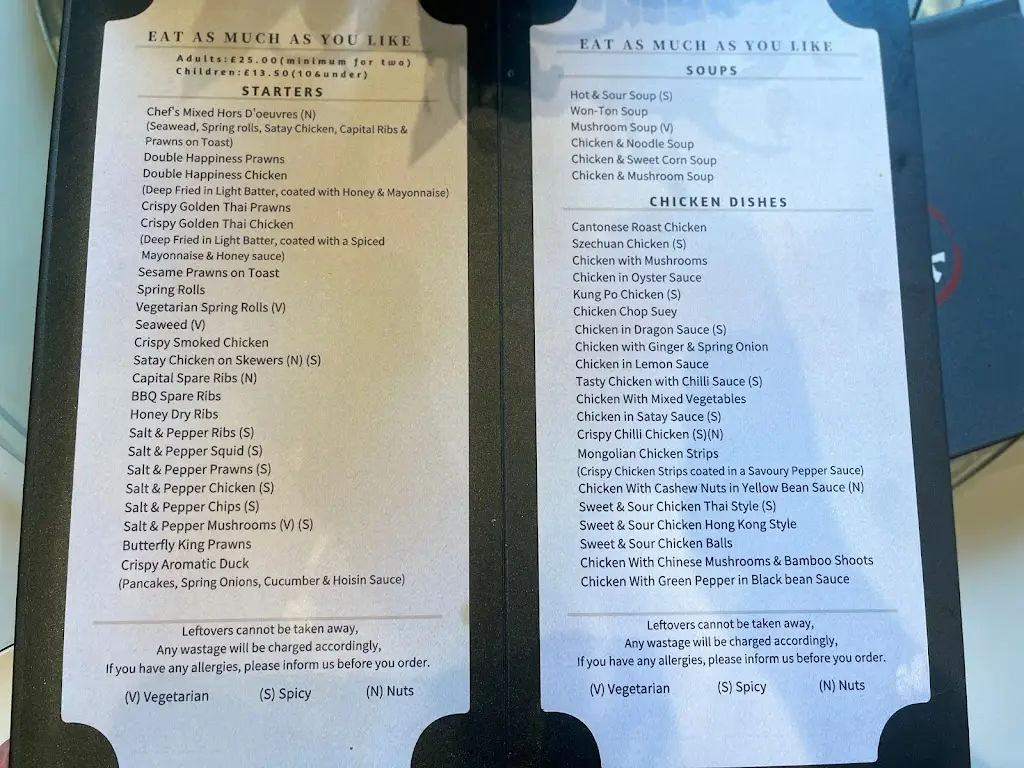 EAT AS MUCH AS YOU LIKE
Adults:£25.00(minimum for two)
Children:£13.50(10&under)
STARTERS
Chef's Mixed Hors D'oeuvres (N)
(Seawead, Spring rolls, Satay Chicken, Capital Ribs &
Prawns on Toast)
Double Happiness Prawns
Double Happiness Chicken
(Deep Fried in Light Batter, coated with Honey & Mayonnaise)
Crispy Golden Thai Prawns
Crispy Golden Thai Chicken
(Deep Fried in Light Batter, coated with a Spiced
Mayonnaise & Honey sauce)
Sesame Prawns on Toast
Spring Rolls
Vegetarian Spring Rolls (V)
Seaweed (V)
Crispy Smoked Chicken
Satay Chicken on Skewers (N) (S)
Capital Spare Ribs (N)
BBQ Spare Ribs
Honey Dry Ribs
Salt & Pepper Ribs (S)
Salt & Pepper Squid (S)
Salt & Pepper Prawns (S)
Salt & Pepper Chicken (S)
Salt & Pepper Chips (S)
Salt & Pepper Mushrooms (V) (S)
Butterfly King Prawns
Crispy Aromatic Duck
(Pancakes, Spring Onions, Cucumber & Hoisin Sauce)
Leftovers cannot be taken away,
Any wastage will be charged accordingly,
If you have any allergies, please inform us before you order.
(V) Vegetarian (S) Spicy (N) Nuts
EAT AS MUCH AS YOU LIKE
SOUPS
Hot & Sour Soup (S)
Won-Ton Soup
Mushroom Soup (V)
Chicken & Noodle Soup
Chicken & Sweet Corn Soup
Chicken & Mushroom Soup
CHICKEN DISHES
Cantonese Roast Chicken
Szechuan Chicken (S)
Chicken with Mushrooms
Chicken in Oyster Sauce
Kung Po Chicken (S)
Chicken Chop Suey
Chicken in Dragon Sauce (S)
Chicken with Ginger & Spring Onion
Chicken in Lemon Sauce
Tasty Chicken with Chilli Sauce (S)
Chicken With Mixed Vegetables
Chicken in Satay Sauce (S)
Crispy Chilli Chicken (S)(N)
Mongolian Chicken Strips
(Crispy Chicken Strips coated in a Savoury Pepper Sauce)
Chicken With Cashew Nuts in Yellow Bean Sauce (N)
Sweet & Sour Chicken Thai Style (S)
Sweet & Sour Chicken Hong Kong Style
Sweet & Sour Chicken Balls
Chicken With Chinese Mushrooms & Bamboo Shoots
Chicken With Green Pepper in Black bean Sauce
Leftovers cannot be taken away,
Any wastage will be charged accordingly,
If you have any allergies, please inform us before you order.
(V) Vegetarian (S) Spicy (N) Nuts